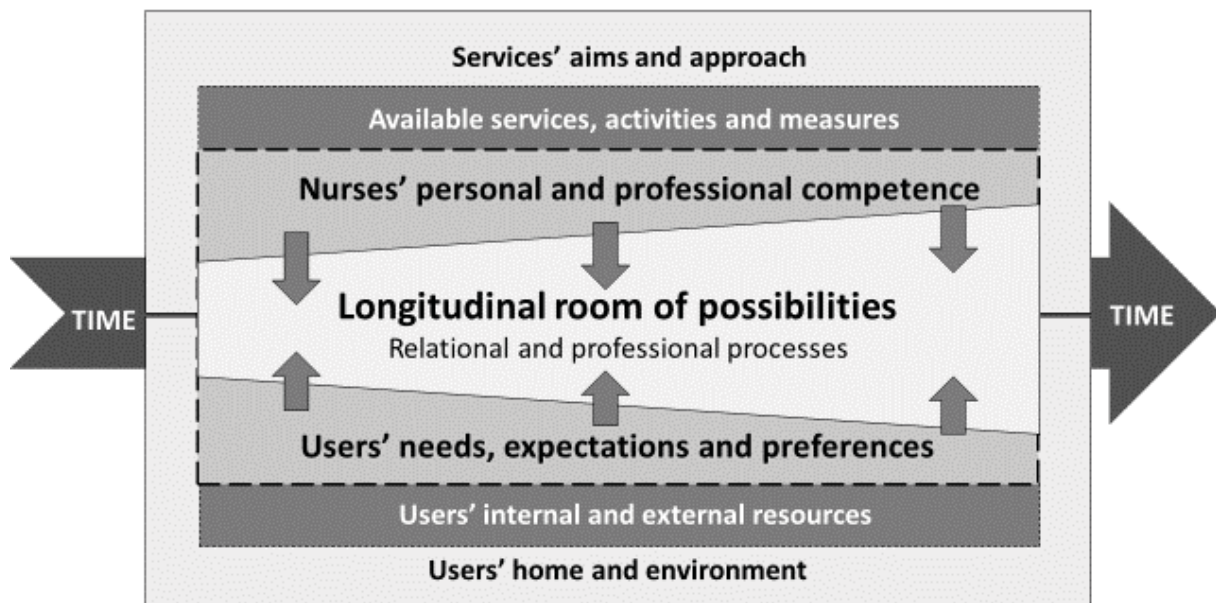 Services’ aims and approach
Available services, activities and measures
Nurses’ personal and professional competence
TIME
Longitudinal room of possibilities
Relational and professional processes
TIME
Users’ needs, expectations and preferences
Users’ internal and external resources
Users’ home and environment